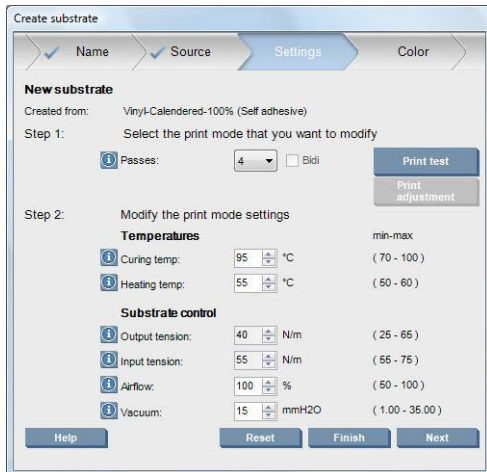 Create substrate
Name Source Settings Color
New substrate
Created from: Vinyl-Calendered-100% (Self adhesive)
Step 1: Select the print mode that you want to modify
Passes: 4 Bidi Print test
Print adjustment
Step 2: Modify the print mode settings
Temperatures min-max
Curing temp: 95 °C ( 70 - 100 )
Heating temp: 55 °C ( 50 - 60 )
Substrate control
Output tension: 40 N/m ( 25 - 65 )
Input tension: 55 N/m ( 55 - 75 )
Airflow: 100 % ( 50 - 100 )
Vacuum: 15 mmH2O ( 1.00 - 35.00 )
Help Reset Finish Next